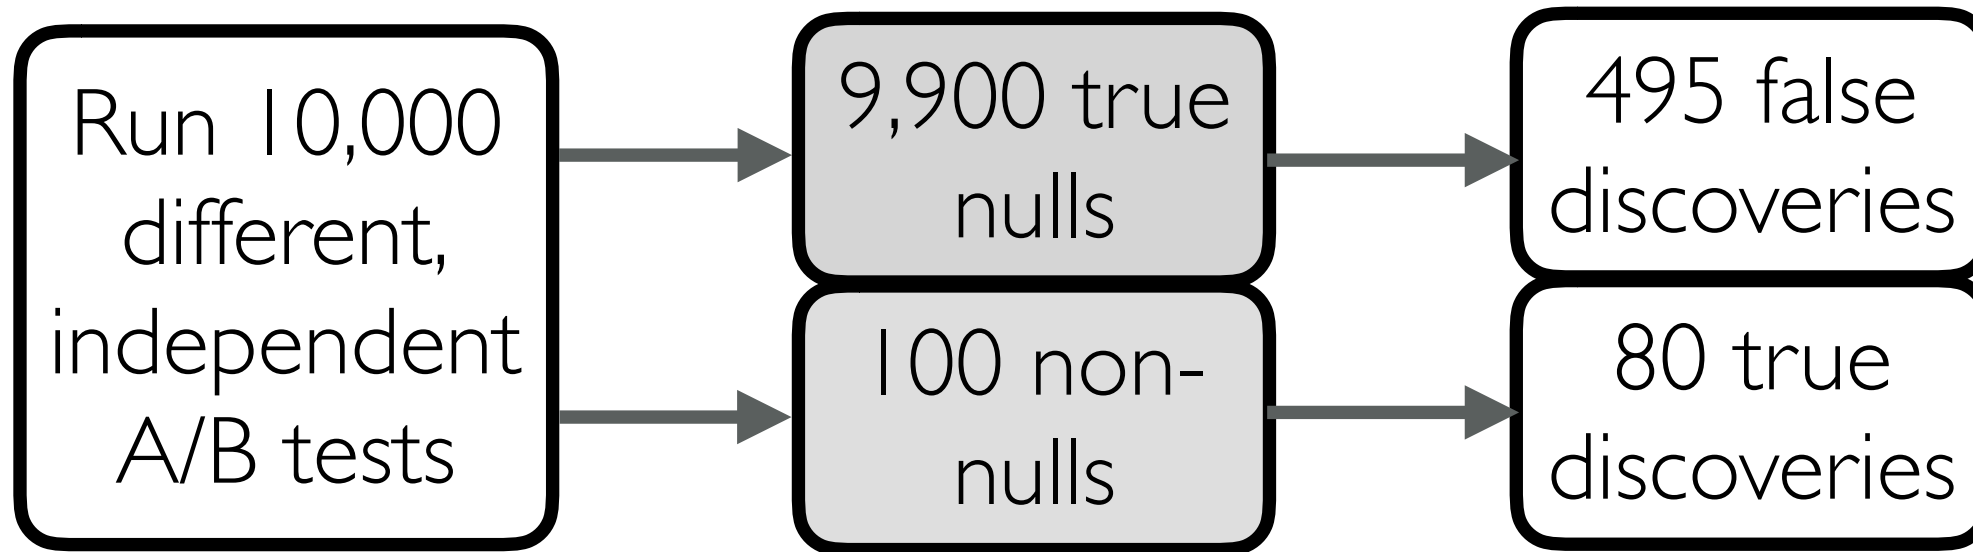 Run 10,000
different,
independent
A/B tests
9,900 true
nulls
100 non-
nulls
495 false
discoveries
80 true
discoveries